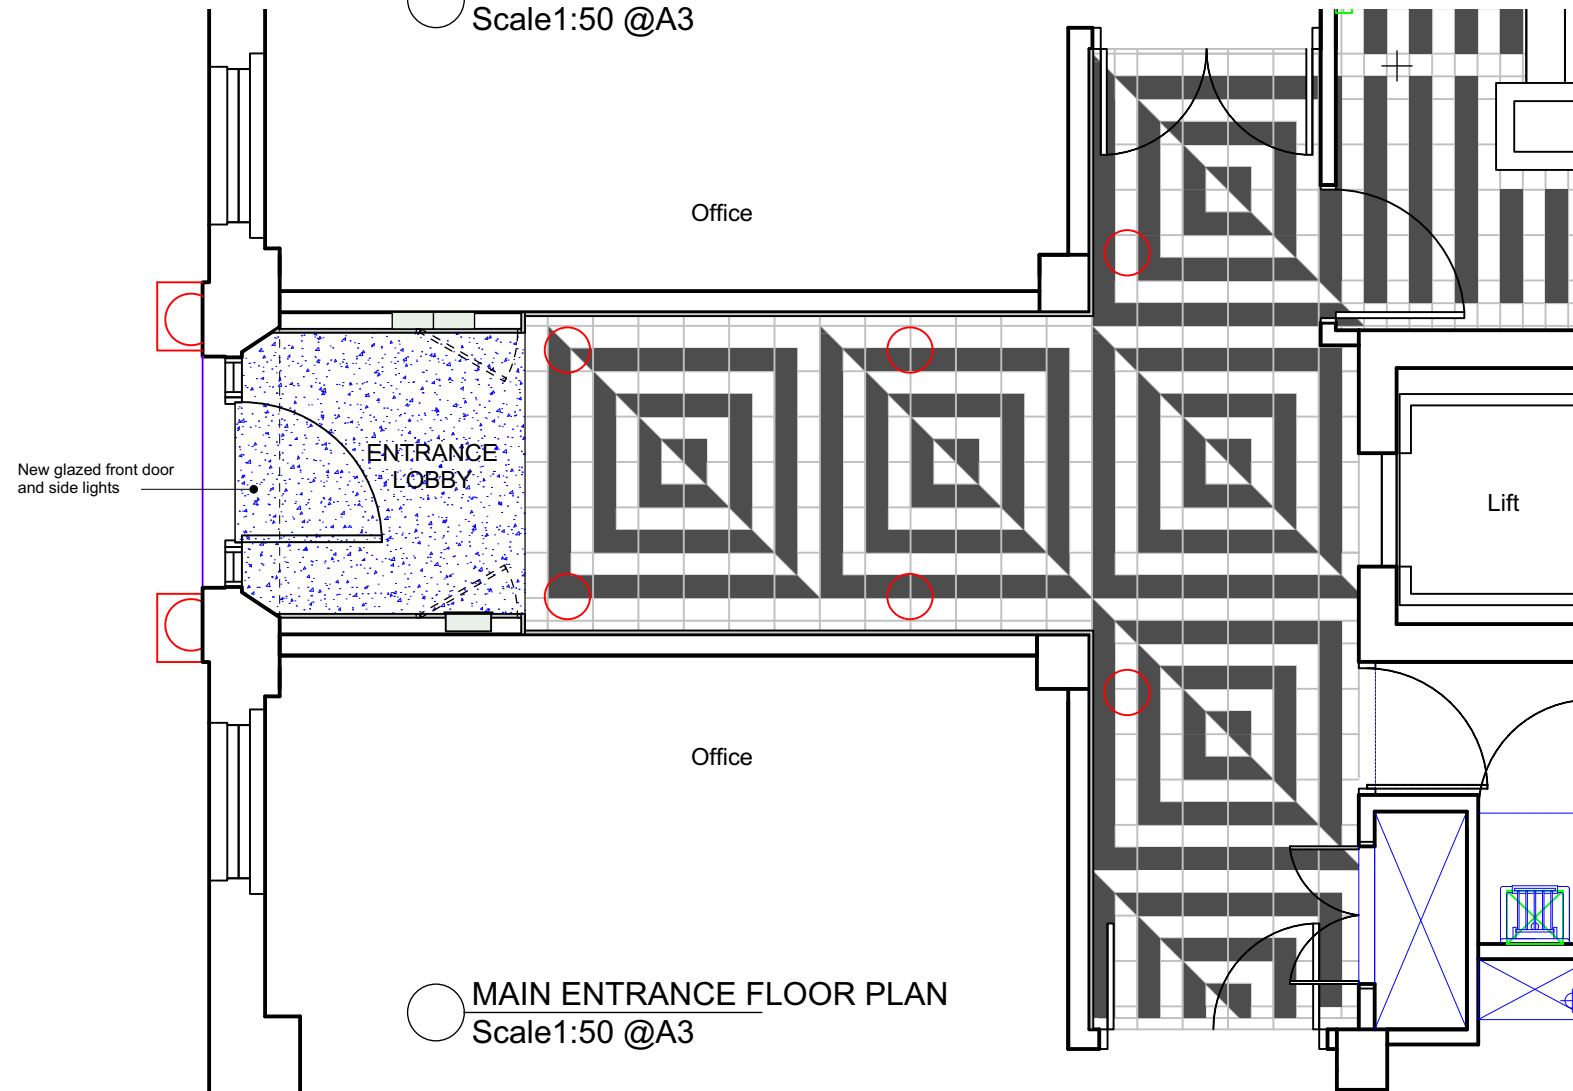 Scale1:50 @A3
Office
ENTRANCE
LOBBY
New glazed front door
and side lights
Lift
Office
MAIN ENTRANCE FLOOR PLAN
Scale1:50 @A3